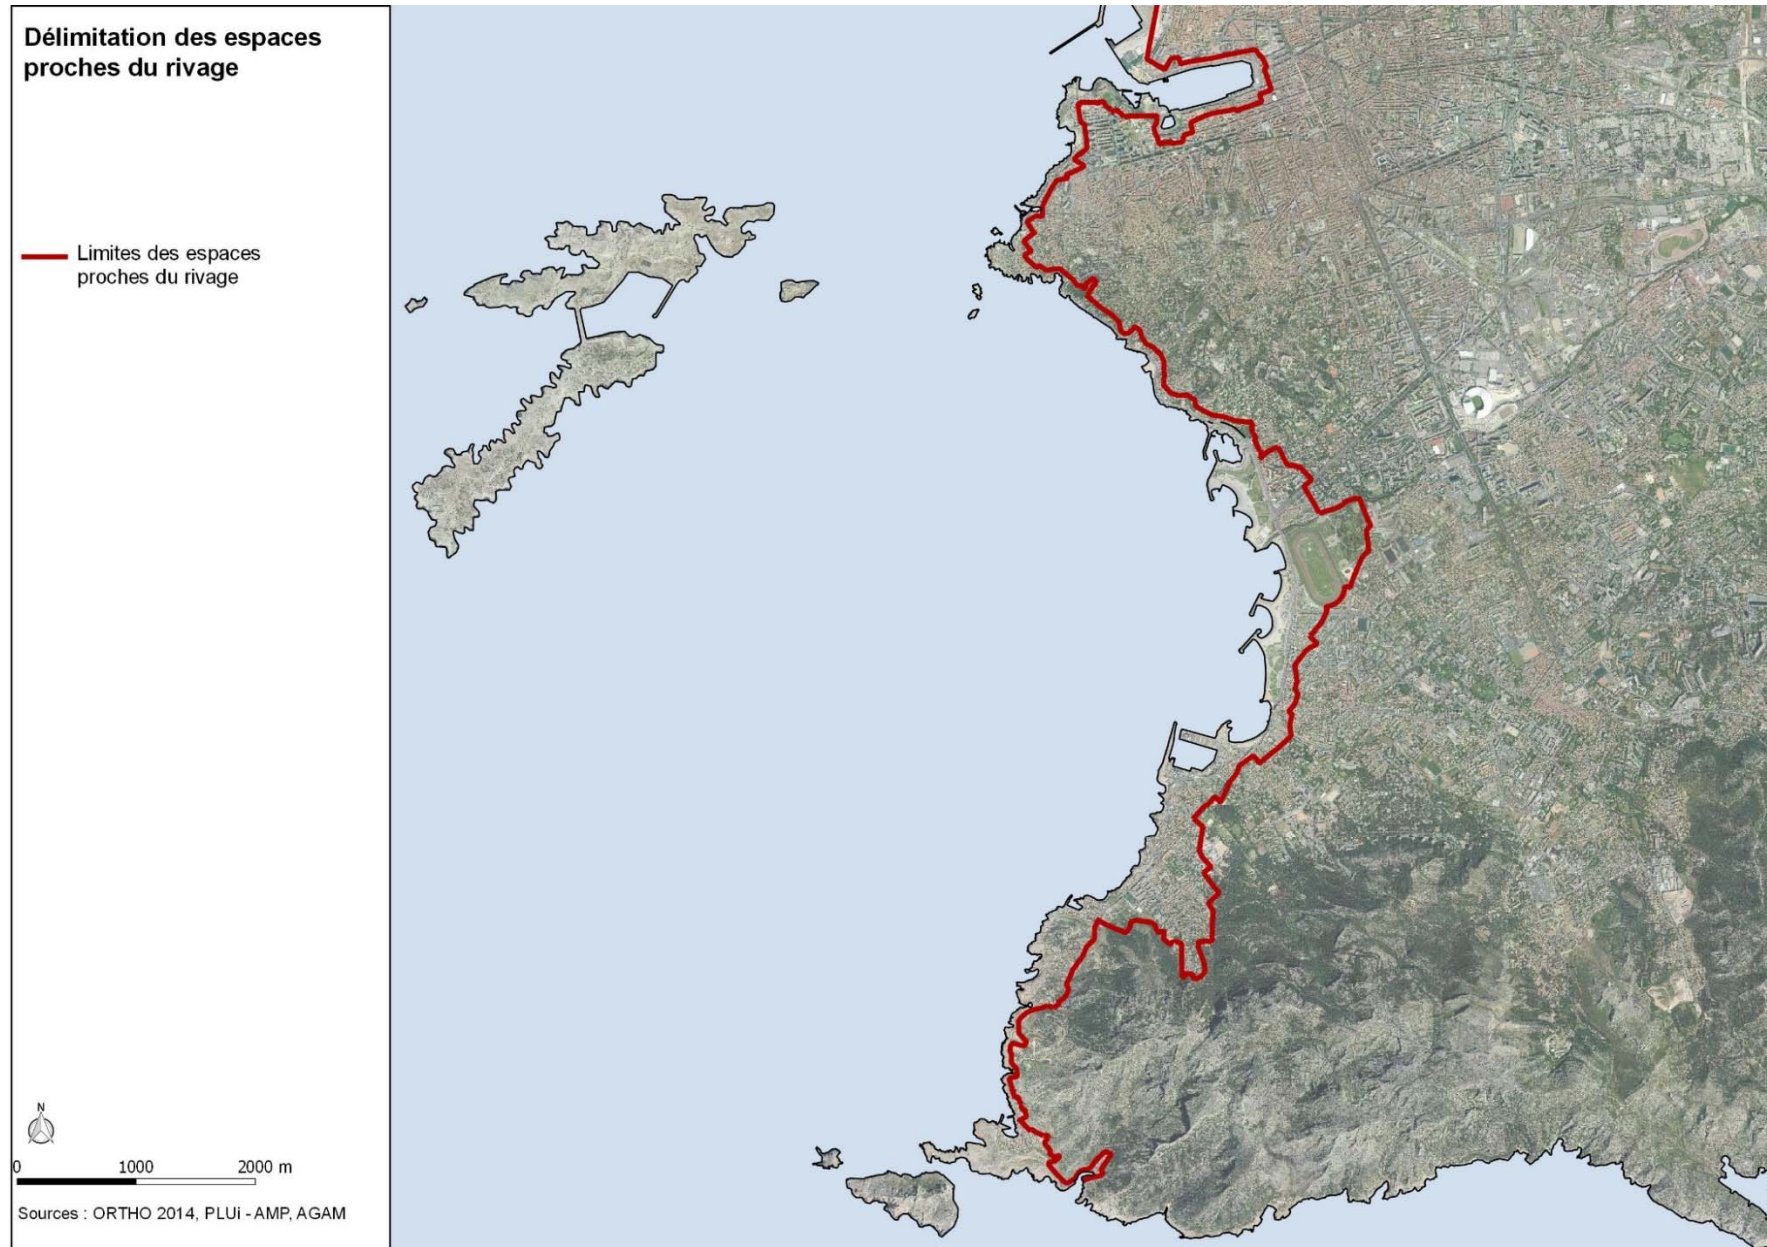 Délimitation des espaces
proches du rivage
Limites des espaces
proches du rivage
N
0 1000 2000 m
Sources : ORTHO 2014, PLUi - AMP, AGAM